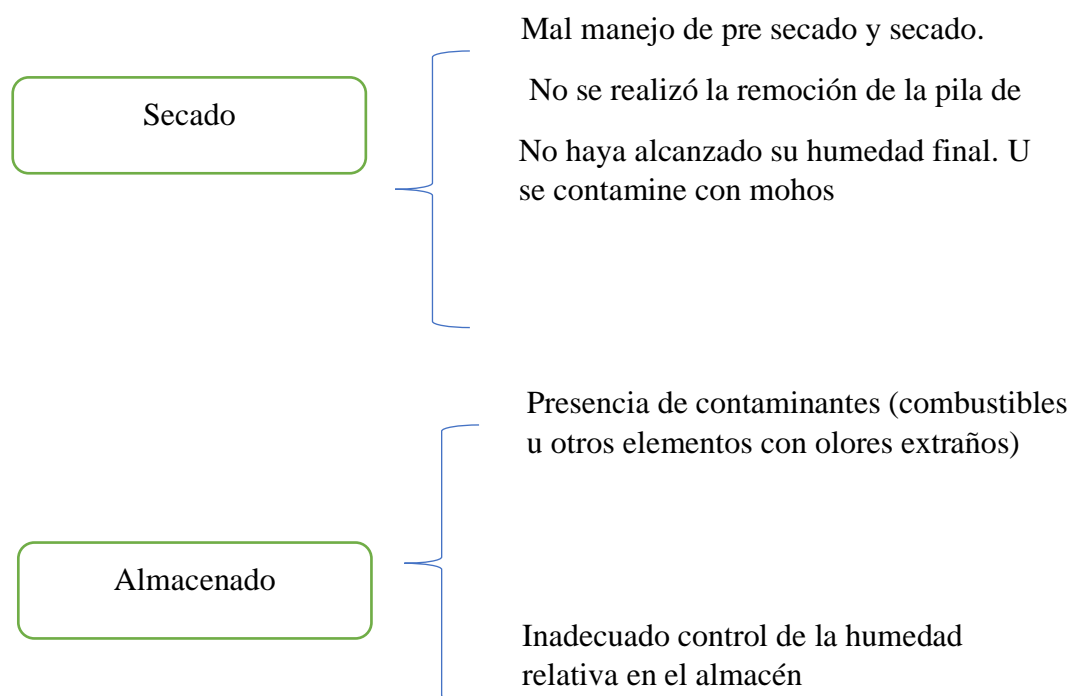 Secado
Mal manejo de pre secado y secado.
No se realizó la remoción de la pila de
No haya alcanzado su humedad final. U
se contamine con mohos
Almacenado
Presencia de contaminantes (combustibles
u otros elementos con olores extraños)
Inadecuado control de la humedad
relativa en el almacén